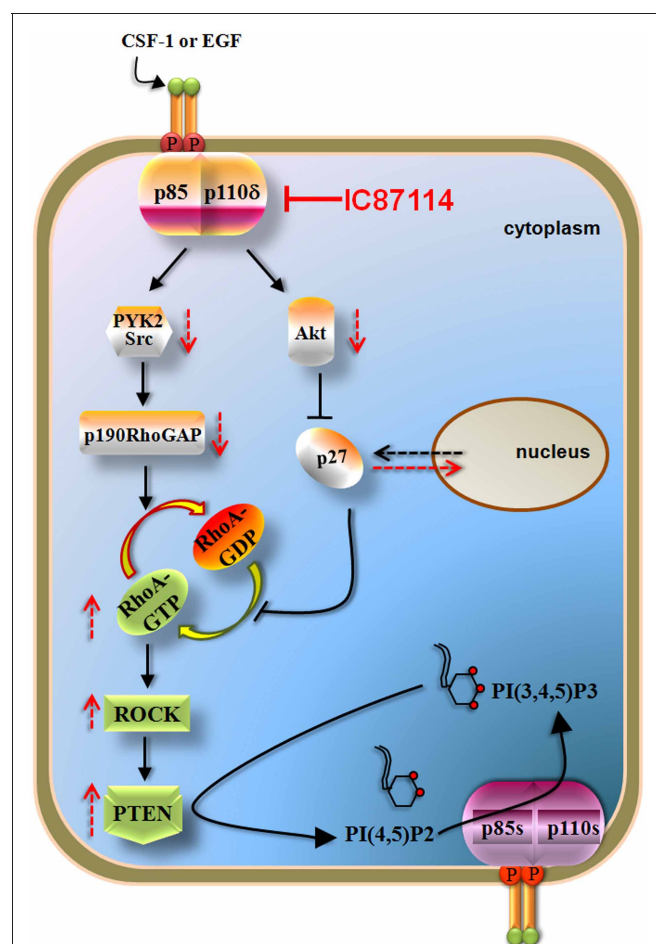 CSF-1 or EGF
P P
p85 p110δ
IC87114
cytoplasm
PYK2
Src
Akt
p190RhoGAP
p27
nucleus
RhoA-
GDP
RhoA-
GTP
PI(3,4,5)P3
ROCK
PTEN
PI(4,5)P2
p85s p110s
P P